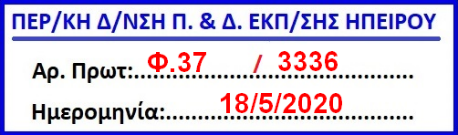 ΠΕΡ/ΚΗ Δ/ΝΣΗ Π. & Δ. ΕΚΠ/ΣΗΣ ΗΠΕΙΡΟΥ
Αρ. Πρωτ:....Φ.37 / 3336....
Ημερομηνία:....18/5/2020....